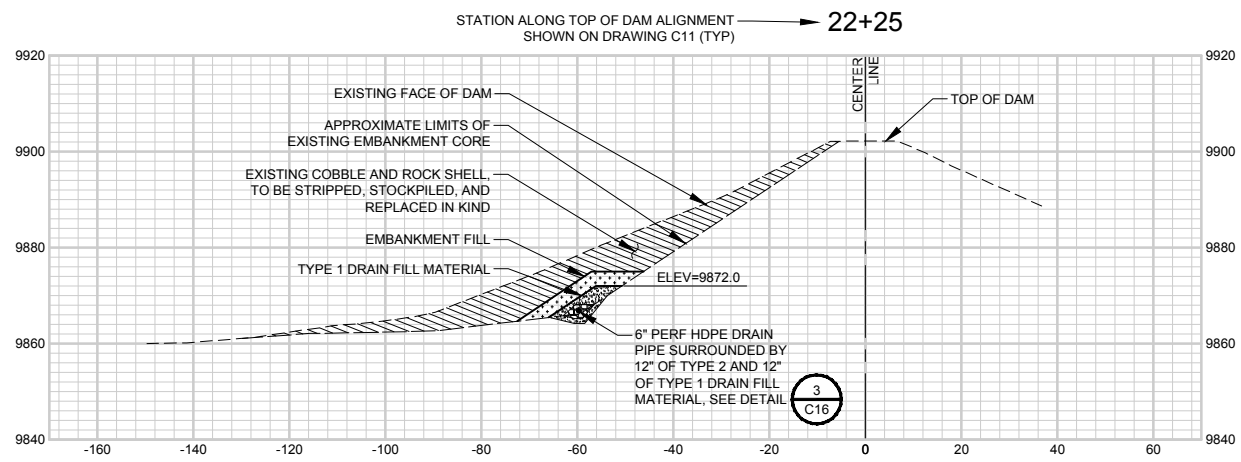 STATION ALONG TOP OF DAM ALIGNMENT
SHOWN ON DRAWING C11 (TYP)
22+25
9920
9920
CENTER
LINE
EXISTING FACE OF DAM
TOP OF DAM
APPROXIMATE LIMITS OF
EXISTING EMBANKMENT CORE
9900
9900
EXISTING COBBLE AND ROCK SHELL,
TO BE STRIPPED, STOCKPILED, AND
REPLACED IN KIND
EMBANKMENT FILL
9880
9880
TYPE 1 DRAIN FILL MATERIAL
ELEV=9872.0
6" PERF HDPE DRAIN
PIPE SURROUNDED BY
12" OF TYPE 2 AND 12"
OF TYPE 1 DRAIN FILL
MATERIAL, SEE DETAIL
3
C16
9860
9860
9840
9840
-160
-140
-120
-100
-80
-60
-40
-20
0
20
40
60